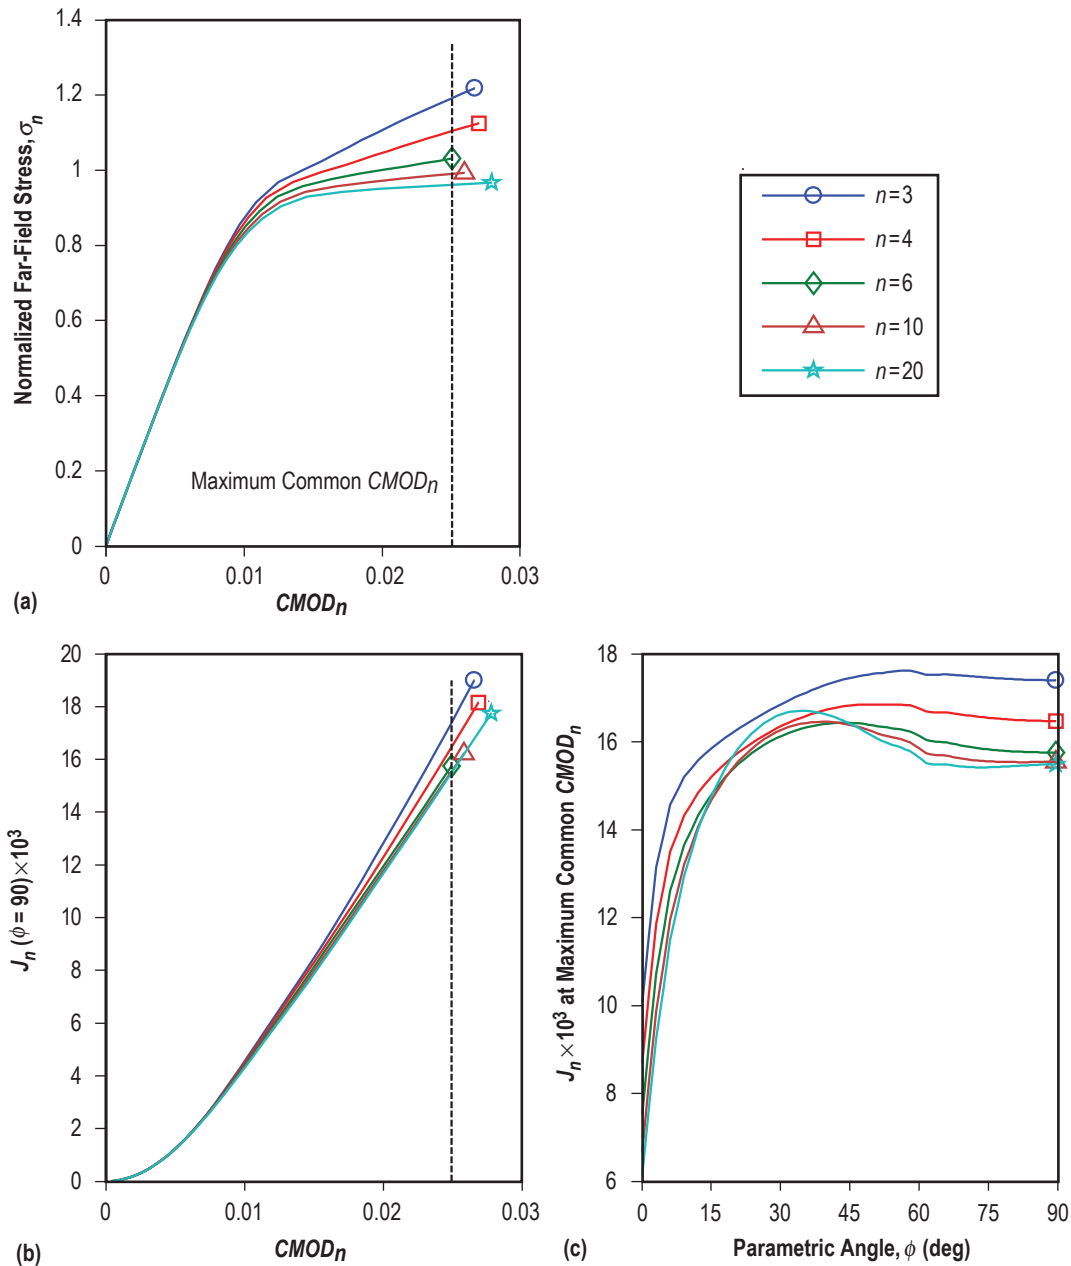 1.4
1.2
1
0.8
0.6
0.4
0.2
0
Normalized Far-Field Stress, σn
Maximum Common CMODn
0
0.01
0.02
0.03
CMODn
(a)
n=3
n=4
n=6
n=10
n=20
20
18
16
14
12
10
8
6
4
2
0
Jn (ϕ = 90)×10³
0
0.01
0.02
0.03
CMODn
(b)
18
16
14
12
10
8
6
Jn ×10³ at Maximum Common CMODn
0
15
30
45
60
75
90
Parametric Angle, ϕ (deg)
(c)